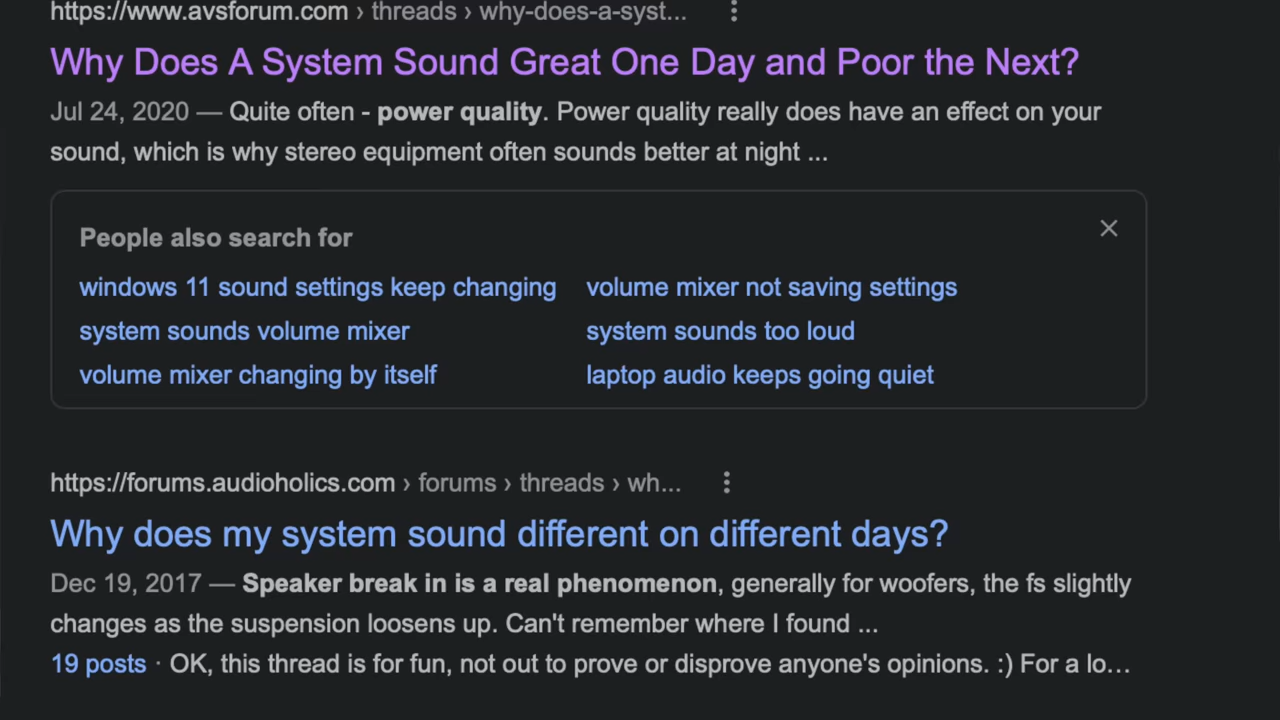 https://www.avsforum.com › threads › why-does-a-syst...
Why Does A System Sound Great One Day and Poor the Next?
Jul 24, 2020 — Quite often - power quality. Power quality really does have an effect on your
sound, which is why stereo equipment often sounds better at night ...
People also search for
windows 11 sound settings keep changing
volume mixer not saving settings
system sounds volume mixer
system sounds too loud
volume mixer changing by itself
laptop audio keeps going quiet
https://forums.audioholics.com › forums › threads › wh...
Why does my system sound different on different days?
Dec 19, 2017 — Speaker break in is a real phenomenon, generally for woofers, the fs slightly
changes as the suspension loosens up. Can't remember where I found ...
19 posts · OK, this thread is for fun, not out to prove or disprove anyone's opinions. :) For a lo...